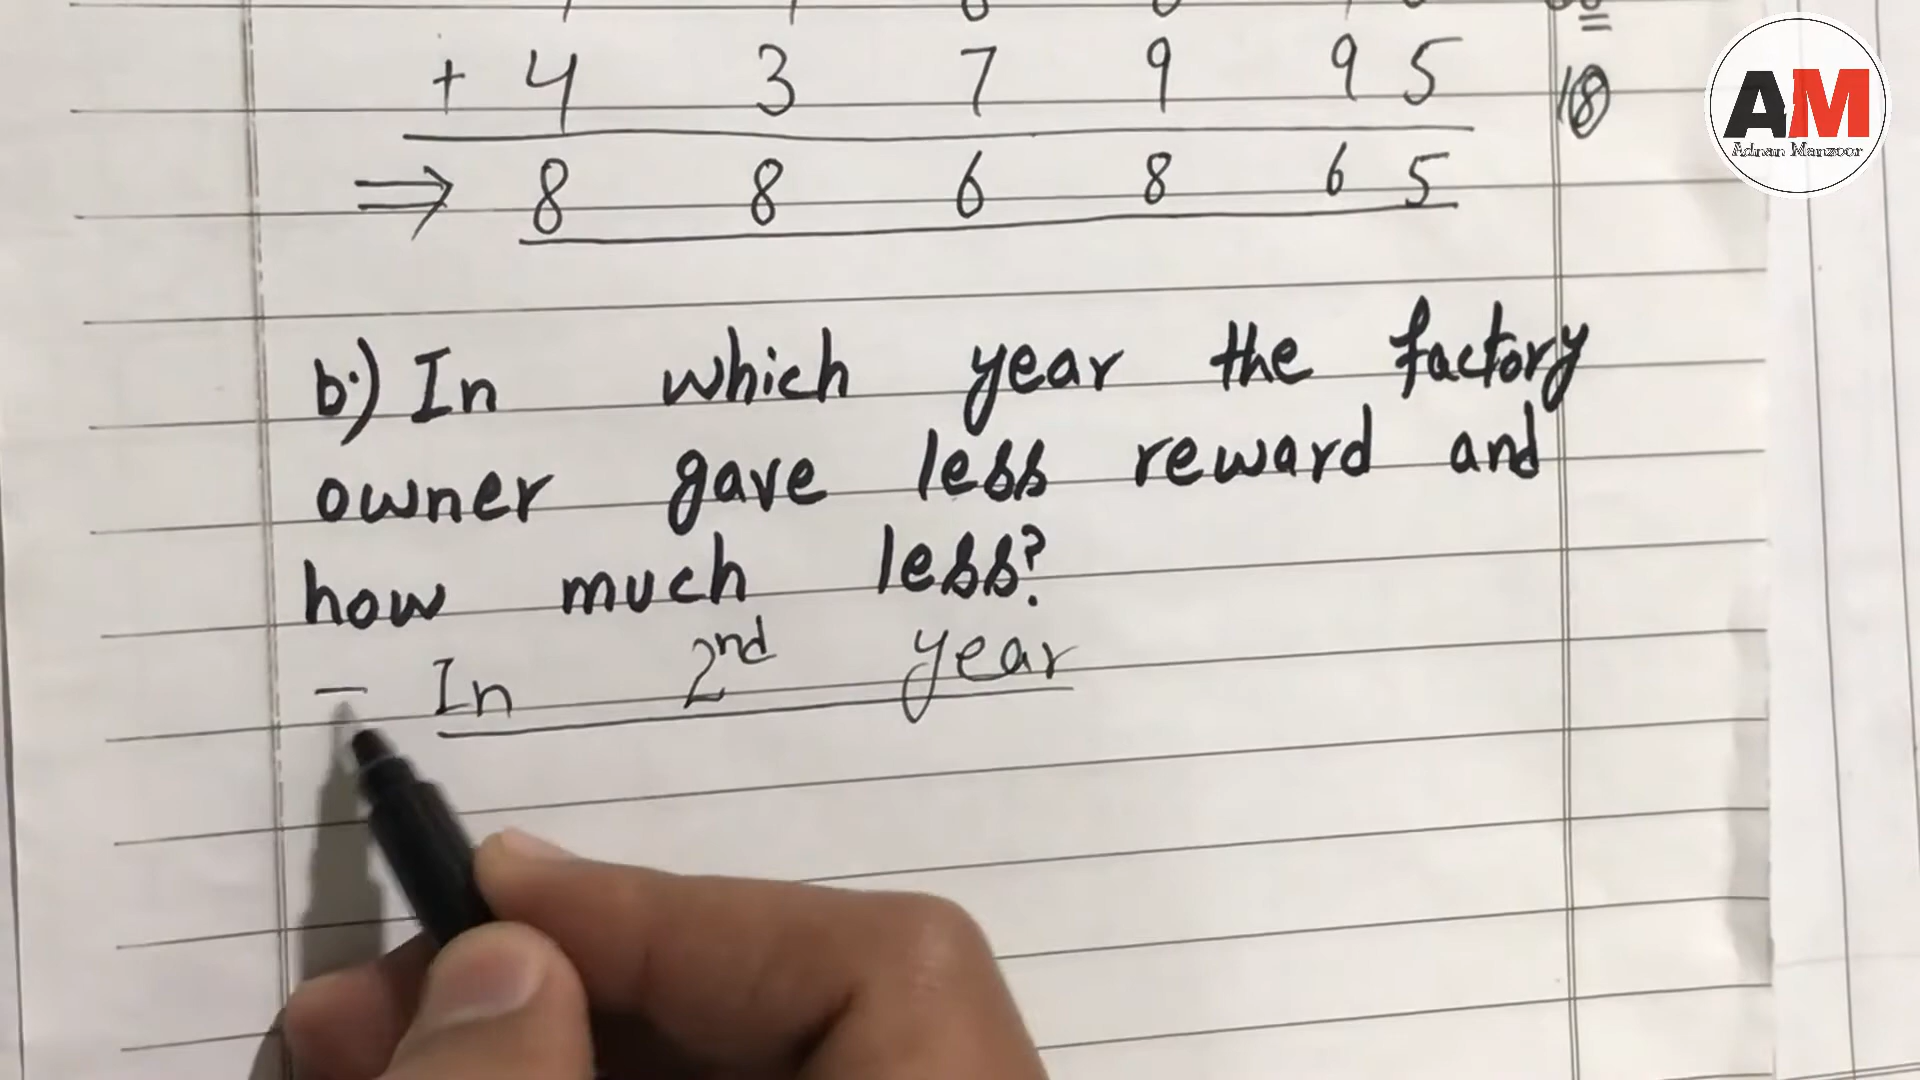 + 4 3 7 9 9 5
18
⇒ 8 8 6 8 6 5
AM
Adnan Manzoor
b.) In which year the factory
owner gave less reward and
how much less?
- In 2nd year